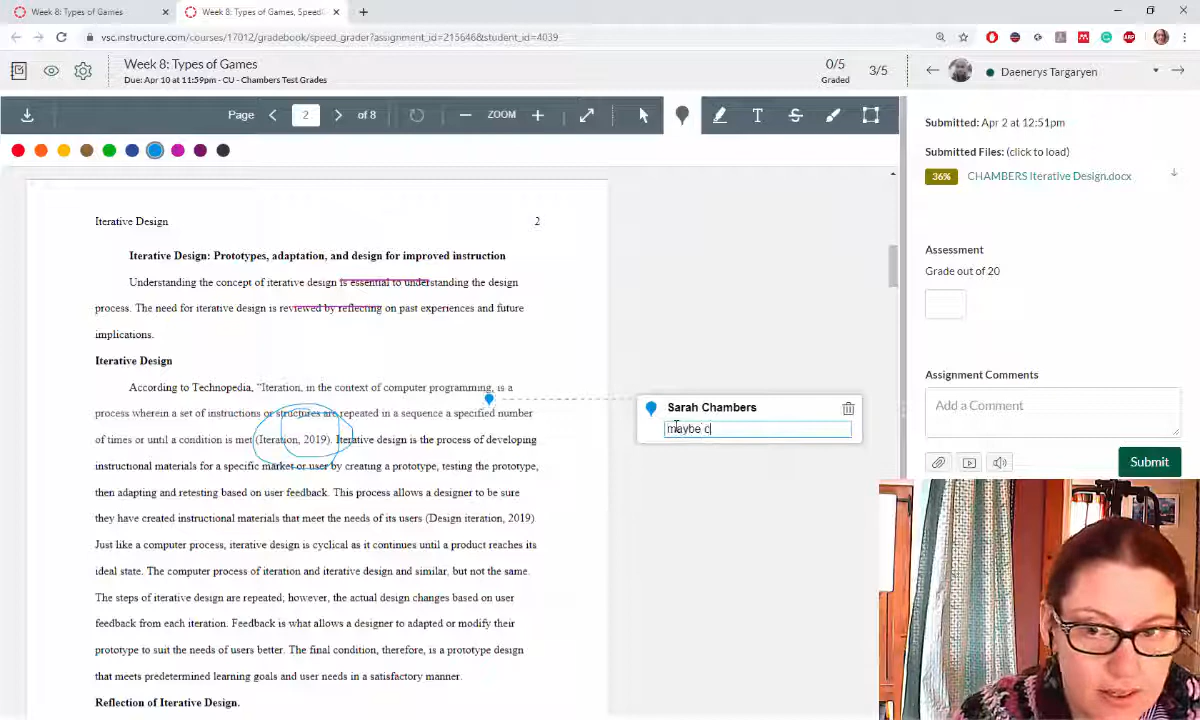 Week 8: Types of Games
Week 8: Types of Games, Speed
vsc.instructure.com/courses/17012/gradebook/speed_grader?assignment_id=215646&student_id=4039
Week 8: Types of Games
Due: Apr 10 at 11:59pm - CU - Chambers Test Grades
0/5
Graded
3/5
Daenerys Targaryen
Page
2
of 8
ZOOM
Submitted: Apr 2 at 12:51pm
Submitted Files: (click to load)
36%
CHAMBERS Iterative Design.docx
Assessment
Grade out of 20
Assignment Comments
Add a Comment
Submit
Iterative Design
2
Iterative Design: Prototypes, adaptation, and design for improved instruction
Understanding the concept of iterative design is essential to understanding the design
process. The need for iterative design is reviewed by reflecting on past experiences and future
implications.
Iterative Design
According to Technopedia, “Iteration, in the context of computer programming, is a
process wherein a set of instructions or structures are repeated in a sequence a specified number
of times or until a condition is met (Iteration, 2019). Iterative design is the process of developing
instructional materials for a specific market or user by creating a prototype, testing the prototype,
then adapting and retesting based on user feedback. This process allows a designer to be sure
they have created instructional materials that meet the needs of its users (Design iteration, 2019)
Just like a computer process, iterative design is cyclical as it continues until a product reaches its
ideal state. The computer process of iteration and iterative design and similar, but not the same.
The steps of iterative design are repeated; however, the actual design changes based on user
feedback from each iteration. Feedback is what allows a designer to adapted or modify their
prototype to suit the needs of users better. The final condition, therefore, is a prototype design
that meets predetermined learning goals and user needs in a satisfactory manner.
Reflection of Iterative Design.
Sarah Chambers
maybe c